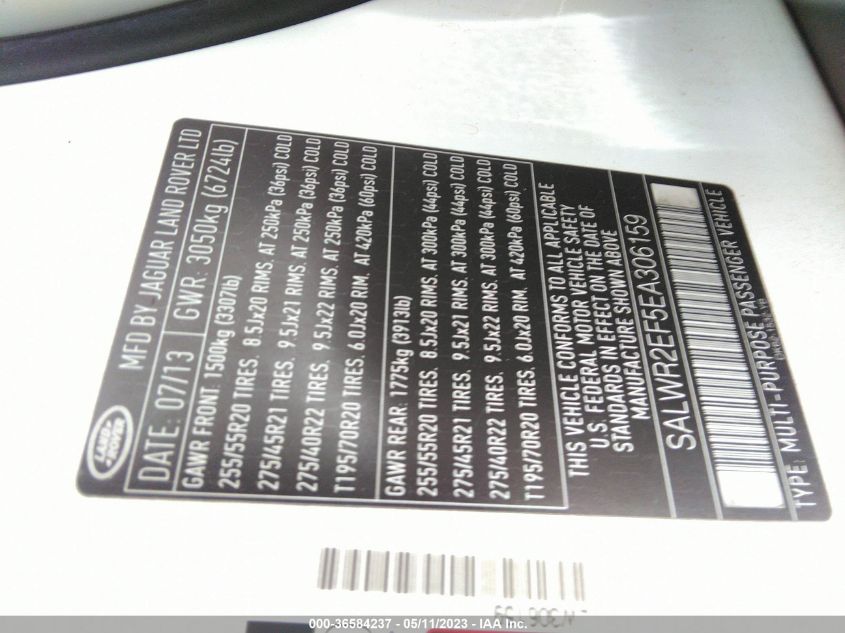 LAND
ROVER
MFD BY JAGUAR LAND ROVER LTD
DATE: 07/13 GWR: 3050kg (6724lb)
GAWR FRONT: 1500kg (3307lb)
255/55R20 TIRES. 8.5Jx20 RIMS. AT 250kPa (36psi) COLD
275/45R21 TIRES. 9.5Jx21 RIMS. AT 250kPa (36psi) COLD
275/40R22 TIRES. 9.5Jx22 RIMS. AT 250kPa (36psi) COLD
T195/70R20 TIRES. 6.0Jx20 RIM. AT 420kPa (60psi) COLD
GAWR REAR: 1775kg (3913lb)
255/55R20 TIRES. 8.5Jx20 RIMS. AT 300kPa (44psi) COLD
275/45R21 TIRES. 9.5Jx21 RIMS. AT 300kPa (44psi) COLD
275/40R22 TIRES. 9.5Jx22 RIMS. AT 300kPa (44psi) COLD
T195/70R20 TIRES. 6.0Jx20 RIM. AT 420kPa (60psi) COLD
THIS VEHICLE CONFORMS TO ALL APPLICABLE
U.S. FEDERAL MOTOR VEHICLE SAFETY
STANDARDS IN EFFECT ON THE DATE OF
MANUFACTURE SHOWN ABOVE
SALWR2EF5EA306159
TYPE: MULTI-PURPOSE PASSENGER VEHICLE
000-36584237 - 05/11/2023 - IAA Inc.